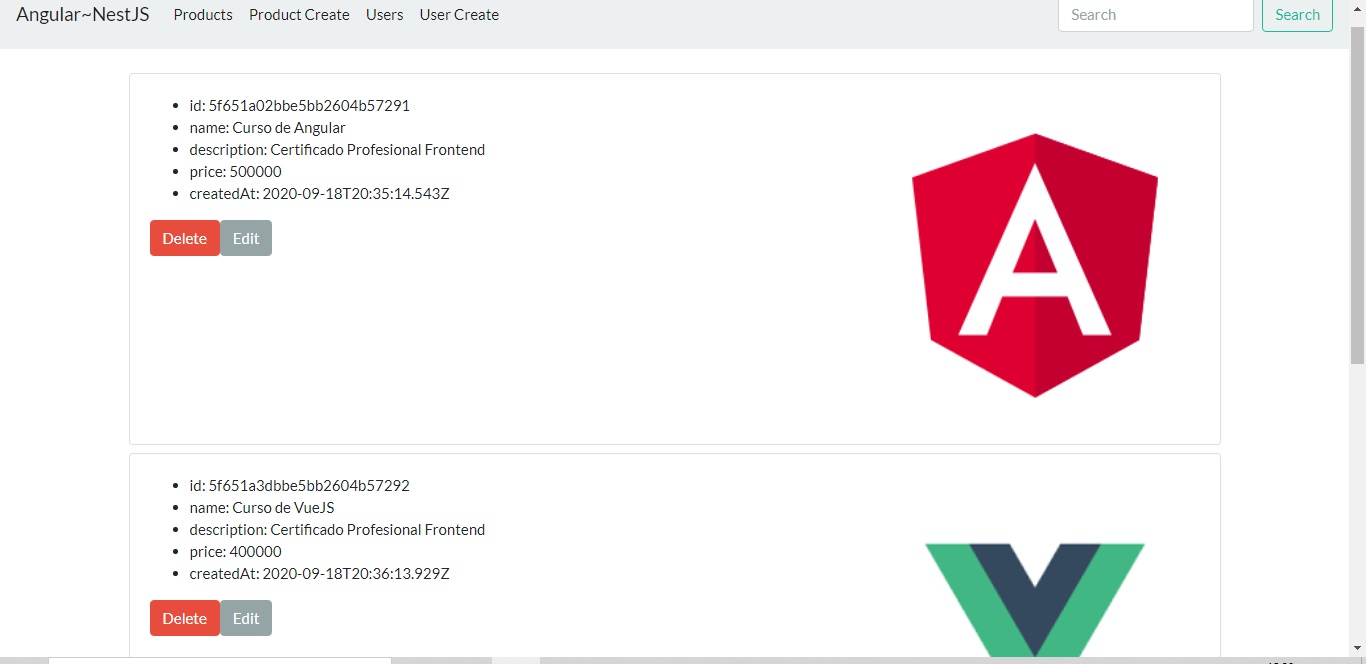 Angular~NestJS Products Product Create Users User Create Search Search
id: 5f651a02bbe5bb2604b57291
name: Curso de Angular
description: Certificado Profesional Frontend
price: 500000
createdAt: 2020-09-18T20:35:14.543Z
Delete Edit
A
id: 5f651a3dbbe5bb2604b57292
name: Curso de VueJS
description: Certificado Profesional Frontend
price: 400000
createdAt: 2020-09-18T20:36:13.929Z
Delete Edit